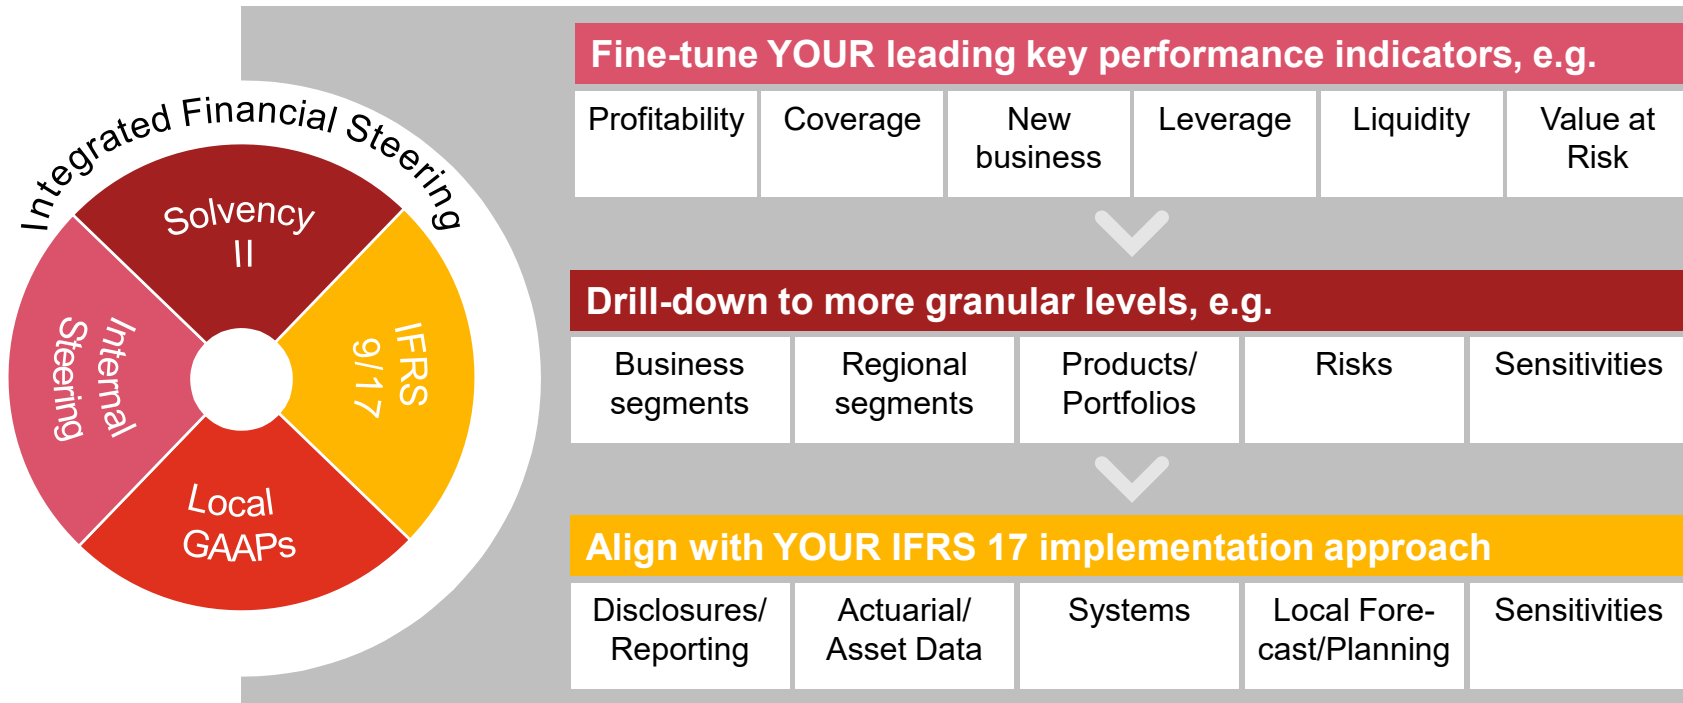 Integrated Financial Steering
Solvency
II
IFRS
9/17
Local
GAAPs
Internal
Steering
Fine-tune YOUR leading key performance indicators, e.g.
Profitability
Coverage
New
business
Leverage
Liquidity
Value at
Risk
Drill-down to more granular levels, e.g.
Business
segments
Regional
segments
Products/
Portfolios
Risks
Sensitivities
Align with YOUR IFRS 17 implementation approach
Disclosures/
Reporting
Actuarial/
Asset Data
Systems
Local Fore-
cast/Planning
Sensitivities